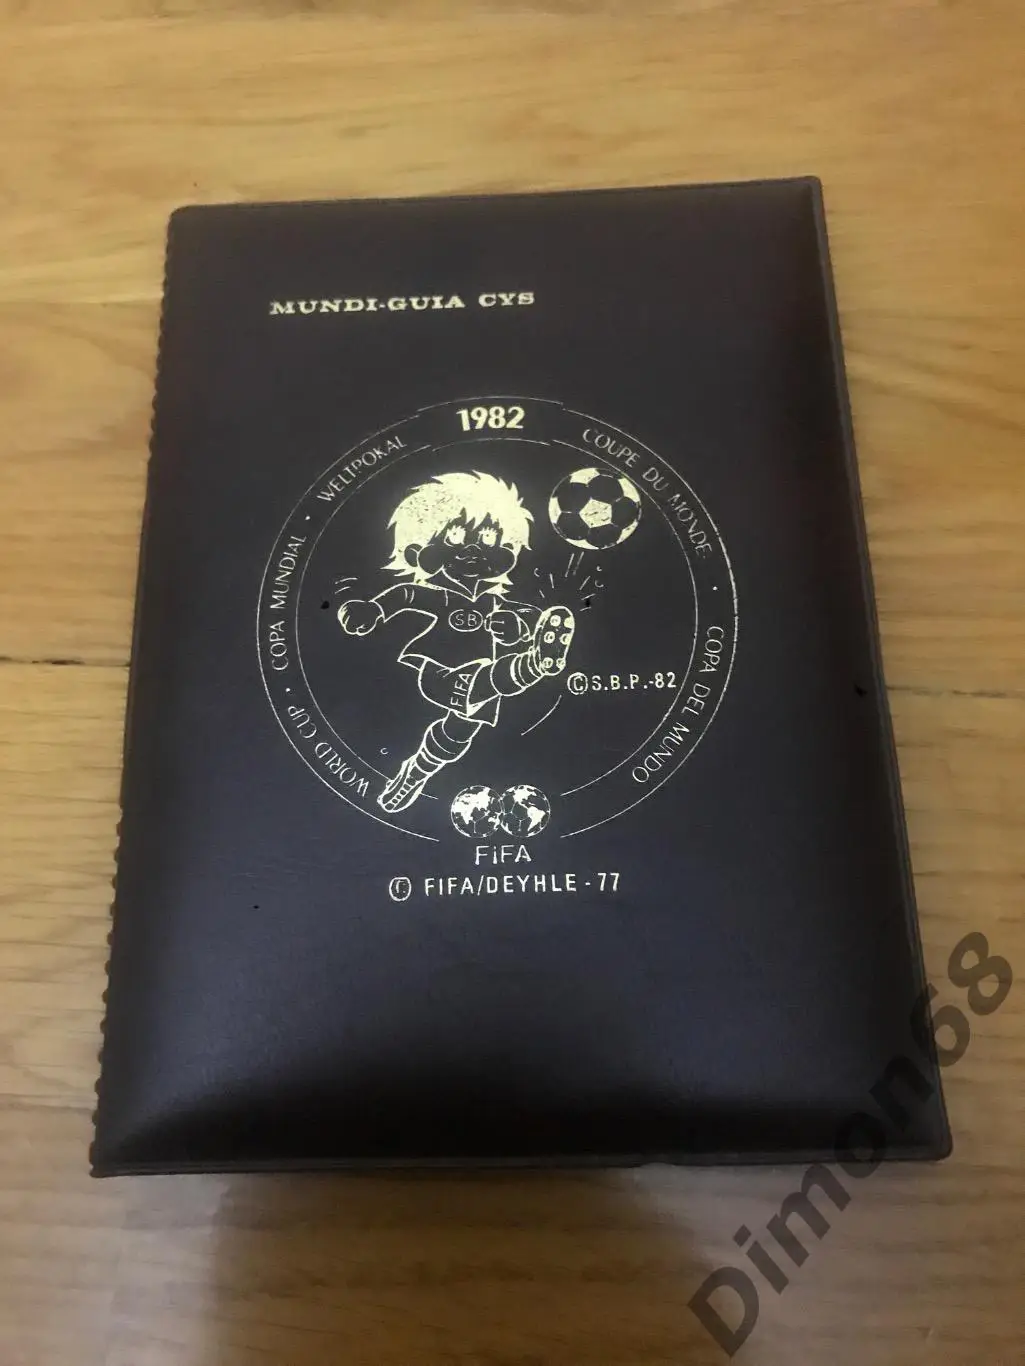 MUNDI-GUIA CYS
1982
WORLD CUP · COPA MUNDIAL · WELTPOKAL
COUPE DU MONDE · COPA DEL MUNDO
SB
FIFA
©S.B.P.-82
FiFA
© FIFA/DEYHLE - 77
Dimon68